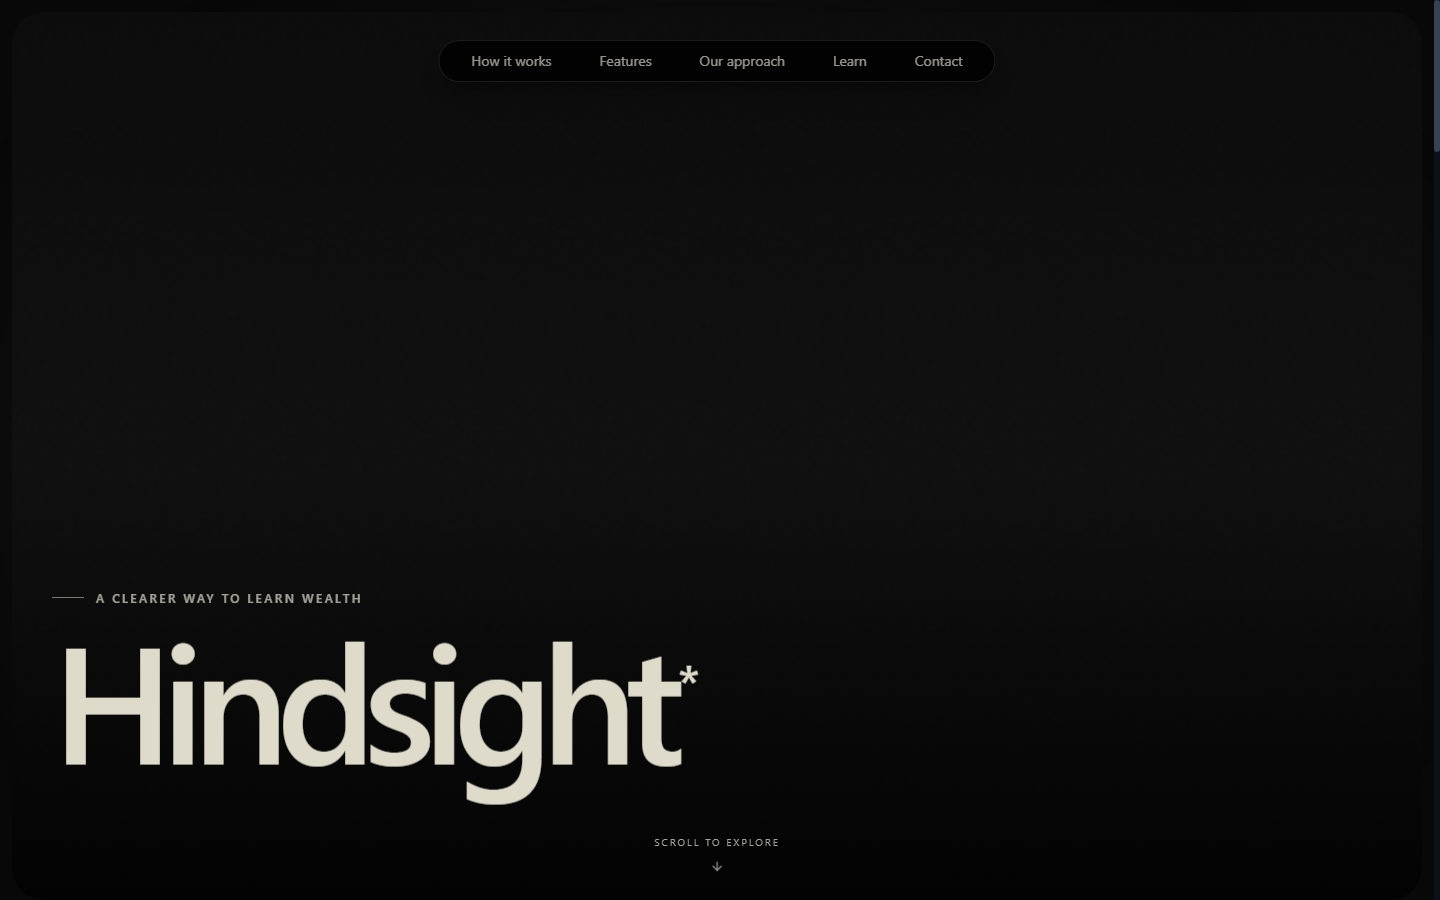 How it works Features Our approach Learn Contact
A CLEARER WAY TO LEARN WEALTH
Hindsight*
SCROLL TO EXPLORE